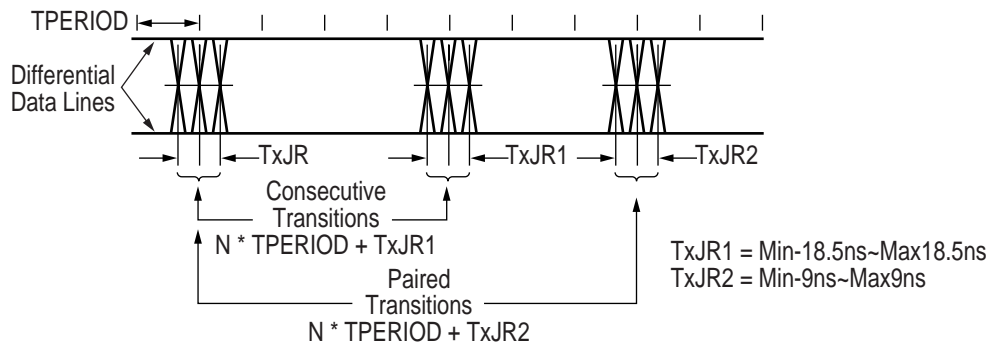 TPERIOD
Differential
Data Lines
TxJR
TxJR1
TxJR2
Consecutive
Transitions
N * TPERIOD + TxJR1
Paired
Transitions
N * TPERIOD + TxJR2
TxJR1 = Min-18.5ns~Max18.5ns
TxJR2 = Min-9ns~Max9ns